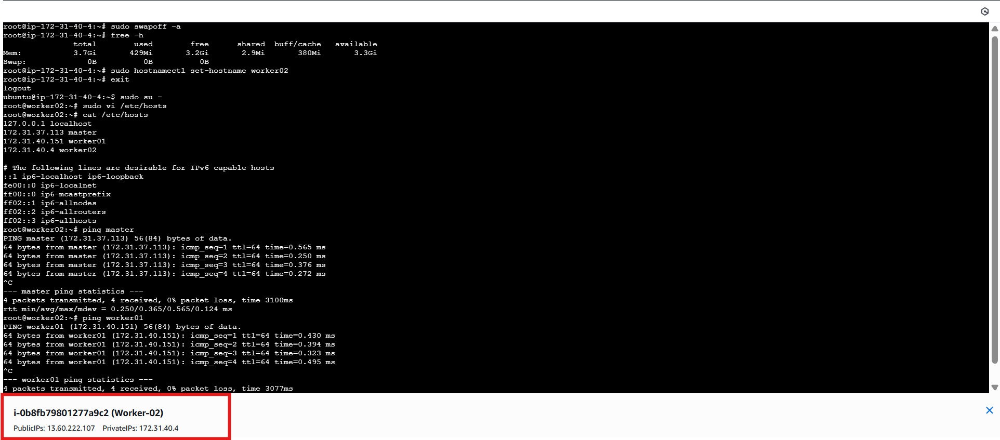 root@ip-172-31-40-4:~# sudo swapoff -a
root@ip-172-31-40-4:~# free -h
               total        used        free      shared  buff/cache   available
Mem:           3.7Gi       429Mi       3.2Gi       2.9Mi       380Mi       3.3Gi
Swap:             0B          0B          0B
root@ip-172-31-40-4:~# sudo hostnamectl set-hostname worker02
root@ip-172-31-40-4:~# exit
logout
ubuntu@ip-172-31-40-4:~$ sudo su -
root@worker02:~# sudo vi /etc/hosts
root@worker02:~# cat /etc/hosts
127.0.0.1 localhost
172.31.37.113 master
172.31.40.151 worker01
172.31.40.4 worker02
# The following lines are desirable for IPv6 capable hosts
::1 ip6-localhost ip6-loopback
fe00::0 ip6-localnet
ff00::0 ip6-mcastprefix
ff02::1 ip6-allnodes
ff02::2 ip6-allrouters
ff02::3 ip6-allhosts
root@worker02:~# ping master
PING master (172.31.37.113) 56(84) bytes of data.
64 bytes from master (172.31.37.113): icmp_seq=1 ttl=64 time=0.565 ms
64 bytes from master (172.31.37.113): icmp_seq=2 ttl=64 time=0.250 ms
64 bytes from master (172.31.37.113): icmp_seq=3 ttl=64 time=0.376 ms
64 bytes from master (172.31.37.113): icmp_seq=4 ttl=64 time=0.272 ms
^C
--- master ping statistics ---
4 packets transmitted, 4 received, 0% packet loss, time 3100ms
rtt min/avg/max/mdev = 0.250/0.365/0.565/0.124 ms
root@worker02:~# ping worker01
PING worker01 (172.31.40.151) 56(84) bytes of data.
64 bytes from worker01 (172.31.40.151): icmp_seq=1 ttl=64 time=0.430 ms
64 bytes from worker01 (172.31.40.151): icmp_seq=2 ttl=64 time=0.394 ms
64 bytes from worker01 (172.31.40.151): icmp_seq=3 ttl=64 time=0.323 ms
64 bytes from worker01 (172.31.40.151): icmp_seq=4 ttl=64 time=0.495 ms
^C
--- worker01 ping statistics ---
4 packets transmitted, 4 received, 0% packet loss, time 3077ms
i-0b8fb79801277a9c2 (Worker-02)
PublicIPs: 13.60.222.107 PrivateIPs: 172.31.40.4